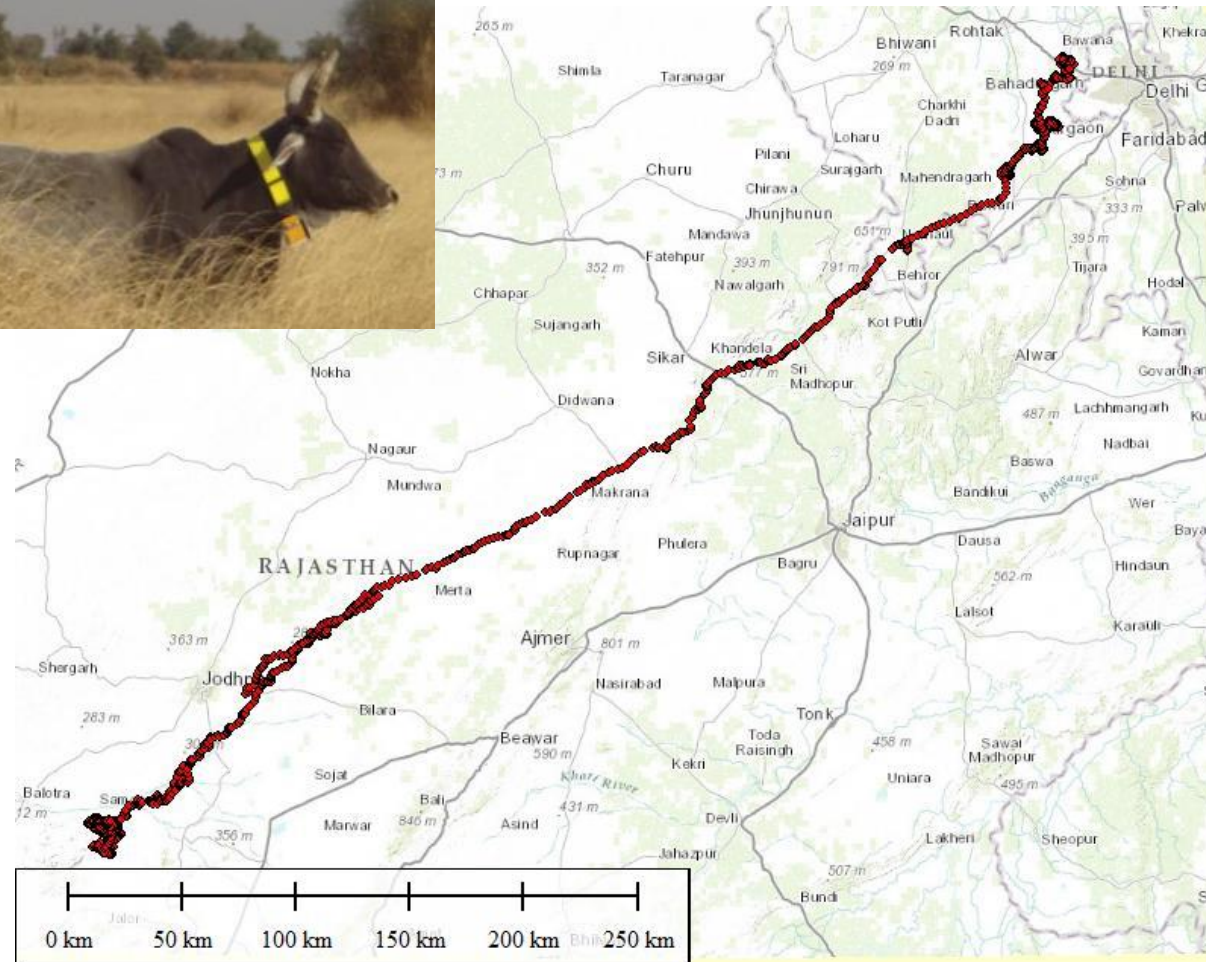 265 m
Rohtak
Khekra
Bhiwani
Bawana
269 m
Shimla
Taranagar
DELHI
Delhi
Charkhi
Dadri
Faridabad
Loharu
Pilani
Surajgarh
Churu
Mahendragarh
Chirawa
Sohna
333 m
Jhunjhunun
Mandawa
395 m
Fatehpur
393 m
791 m
352 m
Nawalgarh
Behror
Tijara
Hodal
Chhapar
Sujangarh
Kot Putli
Kaman
Khandela
Sikar
Alwar
Sri
Madhopur
Nokha
Govardhan
Didwana
487 m
Lachhmangarh
Nagaur
Nadbai
Mundwa
Baswa
Makrana
Bandikui
Banganga
Wer
Jaipur
Dausa
Phulera
Rupnagar
Bagru
RAJASTHAN
Hindaun
562 m
Merta
Lalsot
Karauli
Ajmer
801 m
363 m
Shergarh
Nasirabad
Malpura
Bilara
283 m
Tonk
Beawar
590 m
Toda
Raisingh
458 m
Sawai
Madhopur
Sojat
Kekri
Khari River
Uniara
495 m
Balotra
Bali
431 m
846 m
Marwar
Asind
Devli
356 m
Lakheri
Sheopur
Jahazpur
507 m
Bundi
0 km 50 km 100 km 150 km 200 km 250 km